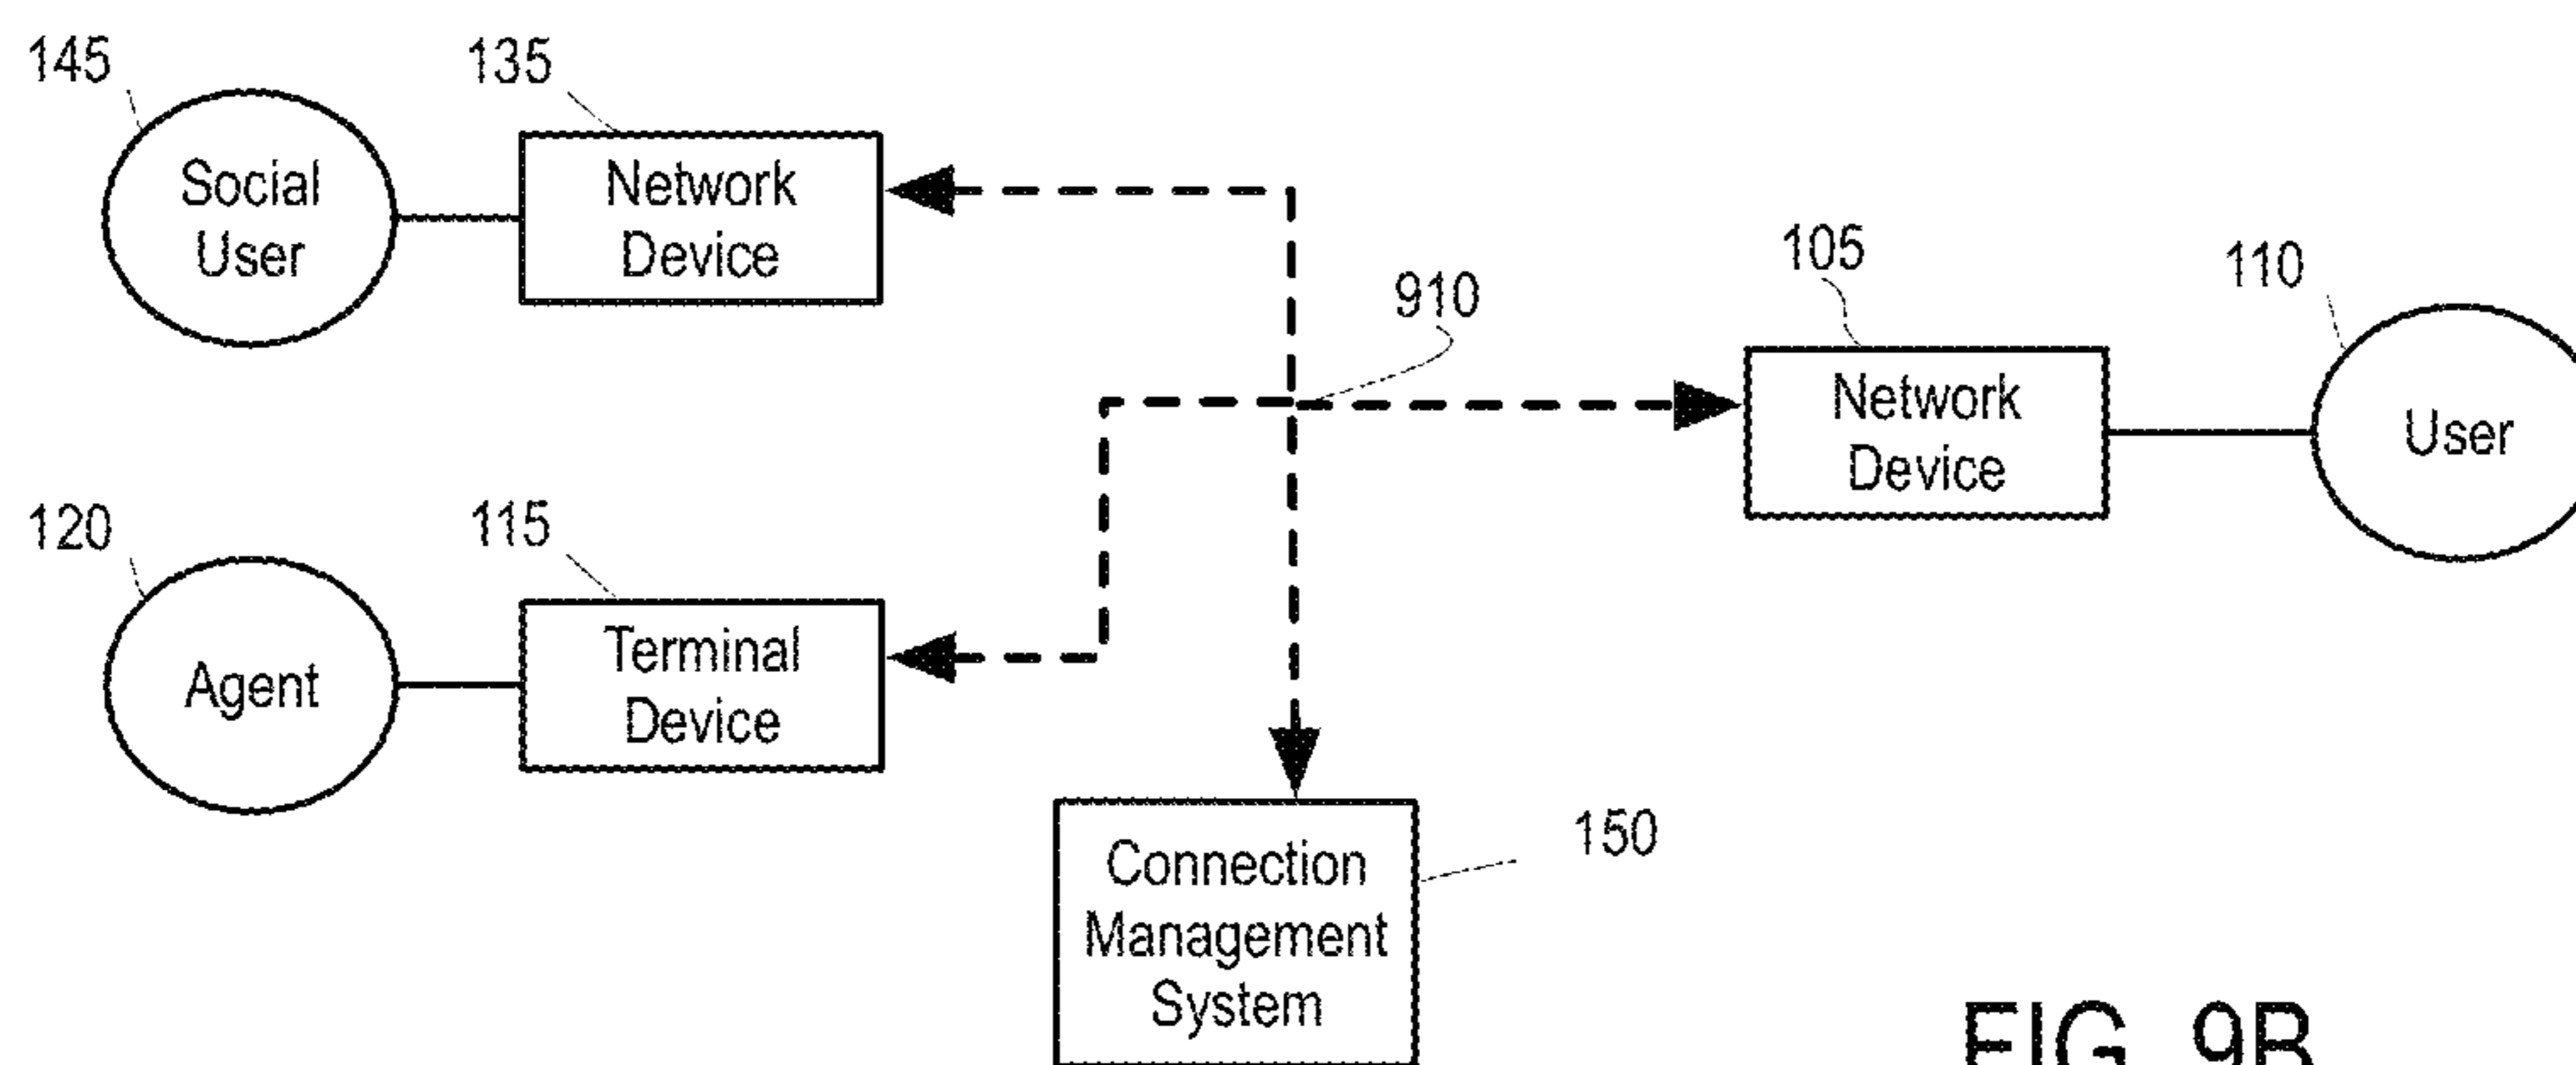 145
135
Social
User
Network
Device
910
105
110
Network
Device
User
120
115
Agent
Terminal
Device
150
Connection
Management
System
FIG. 9B